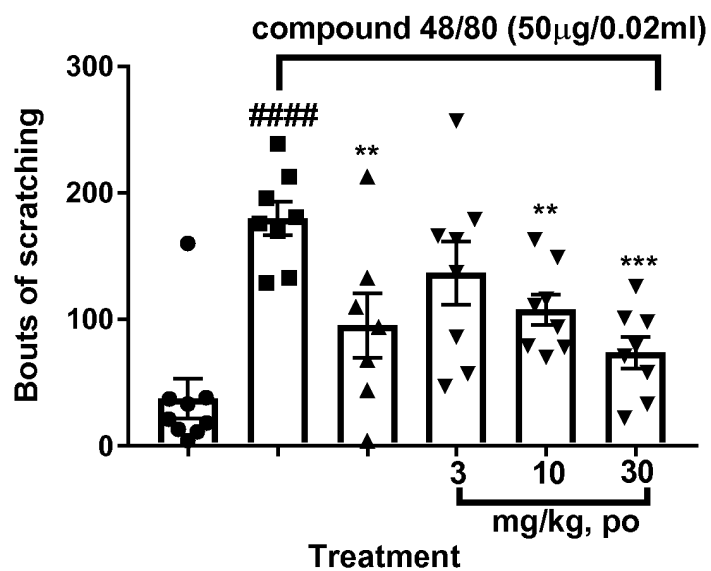 compound 48/80 (50μg/0.02ml)
300
####
**
200
**
***
100
0
Bouts of scratching
3 10 30
mg/kg, po
Treatment